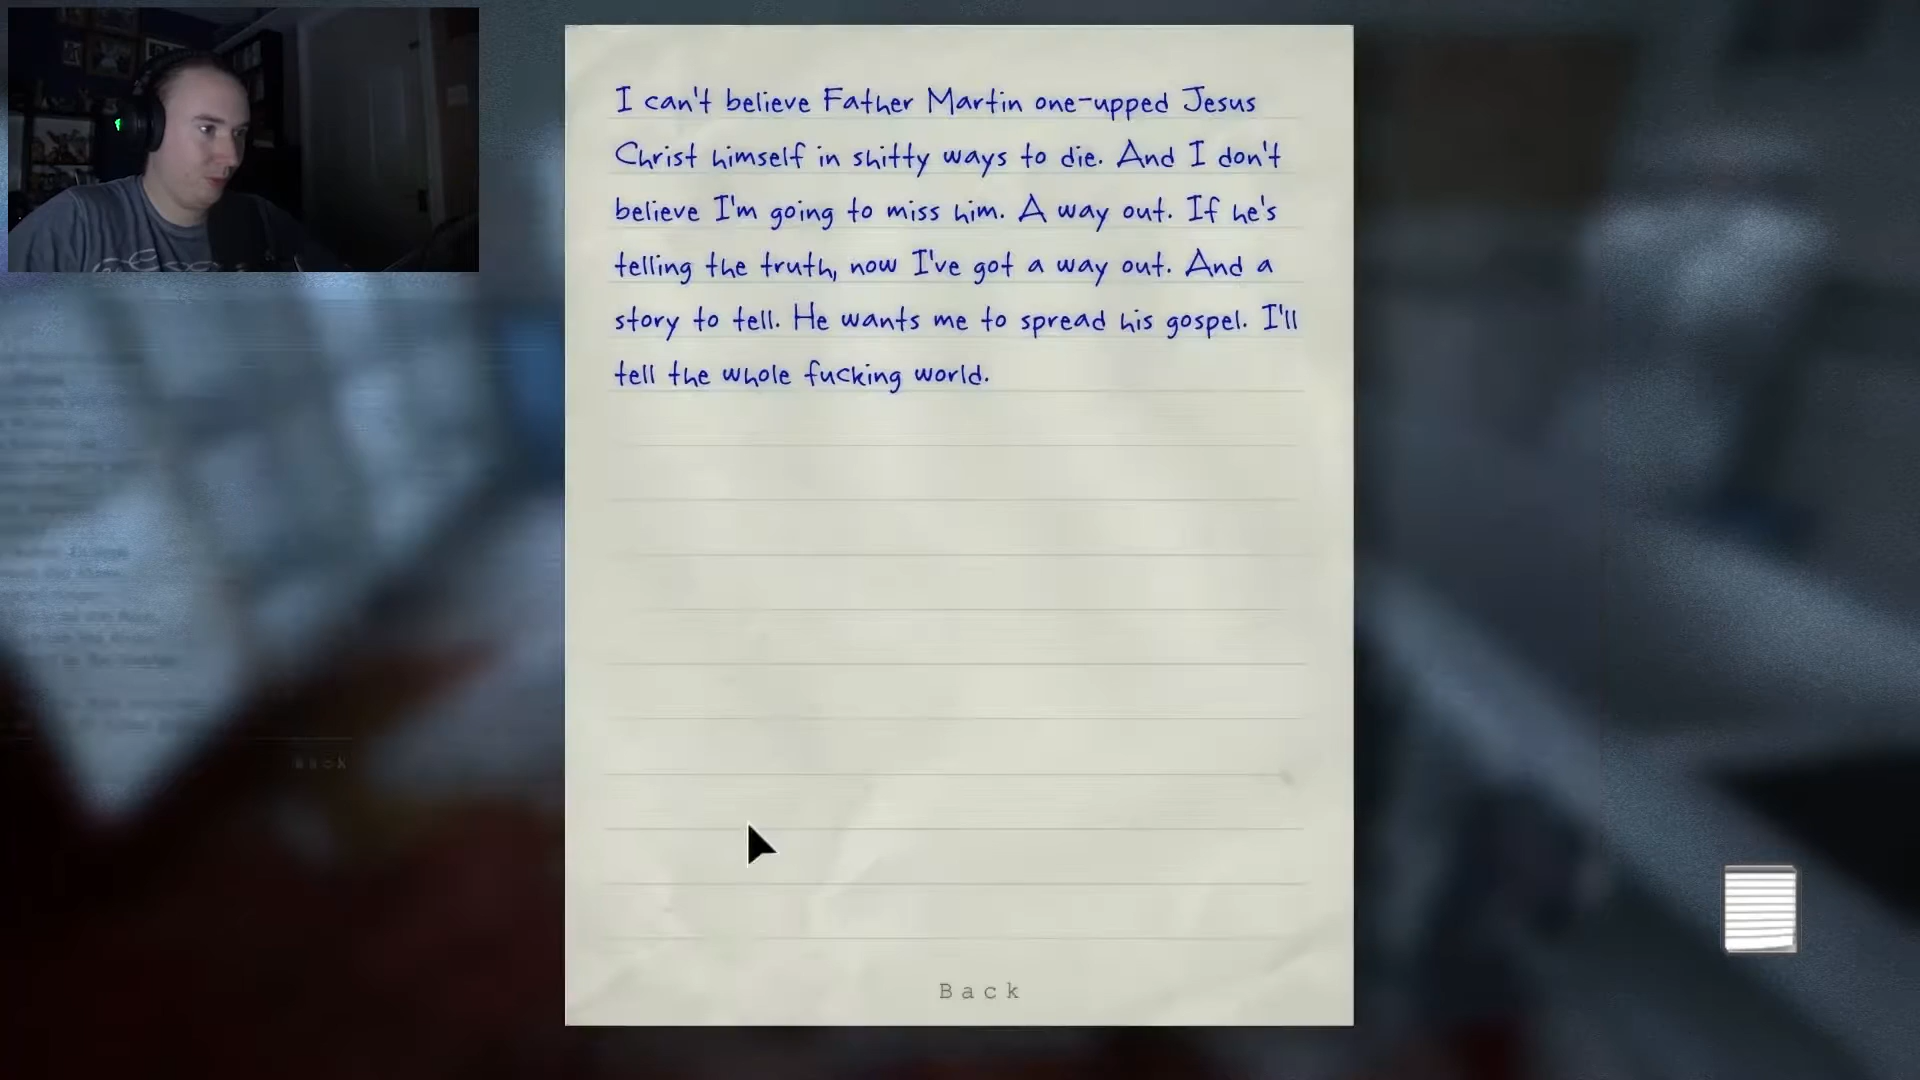 I can't believe Father Martin one-upped Jesus
Christ himself in shitty ways to die. And I don't
believe I'm going to miss him. A way out. If he's
telling the truth, now I've got a way out. And a
story to tell. He wants me to spread his gospel. I'll
tell the whole fucking world.
Back
Back